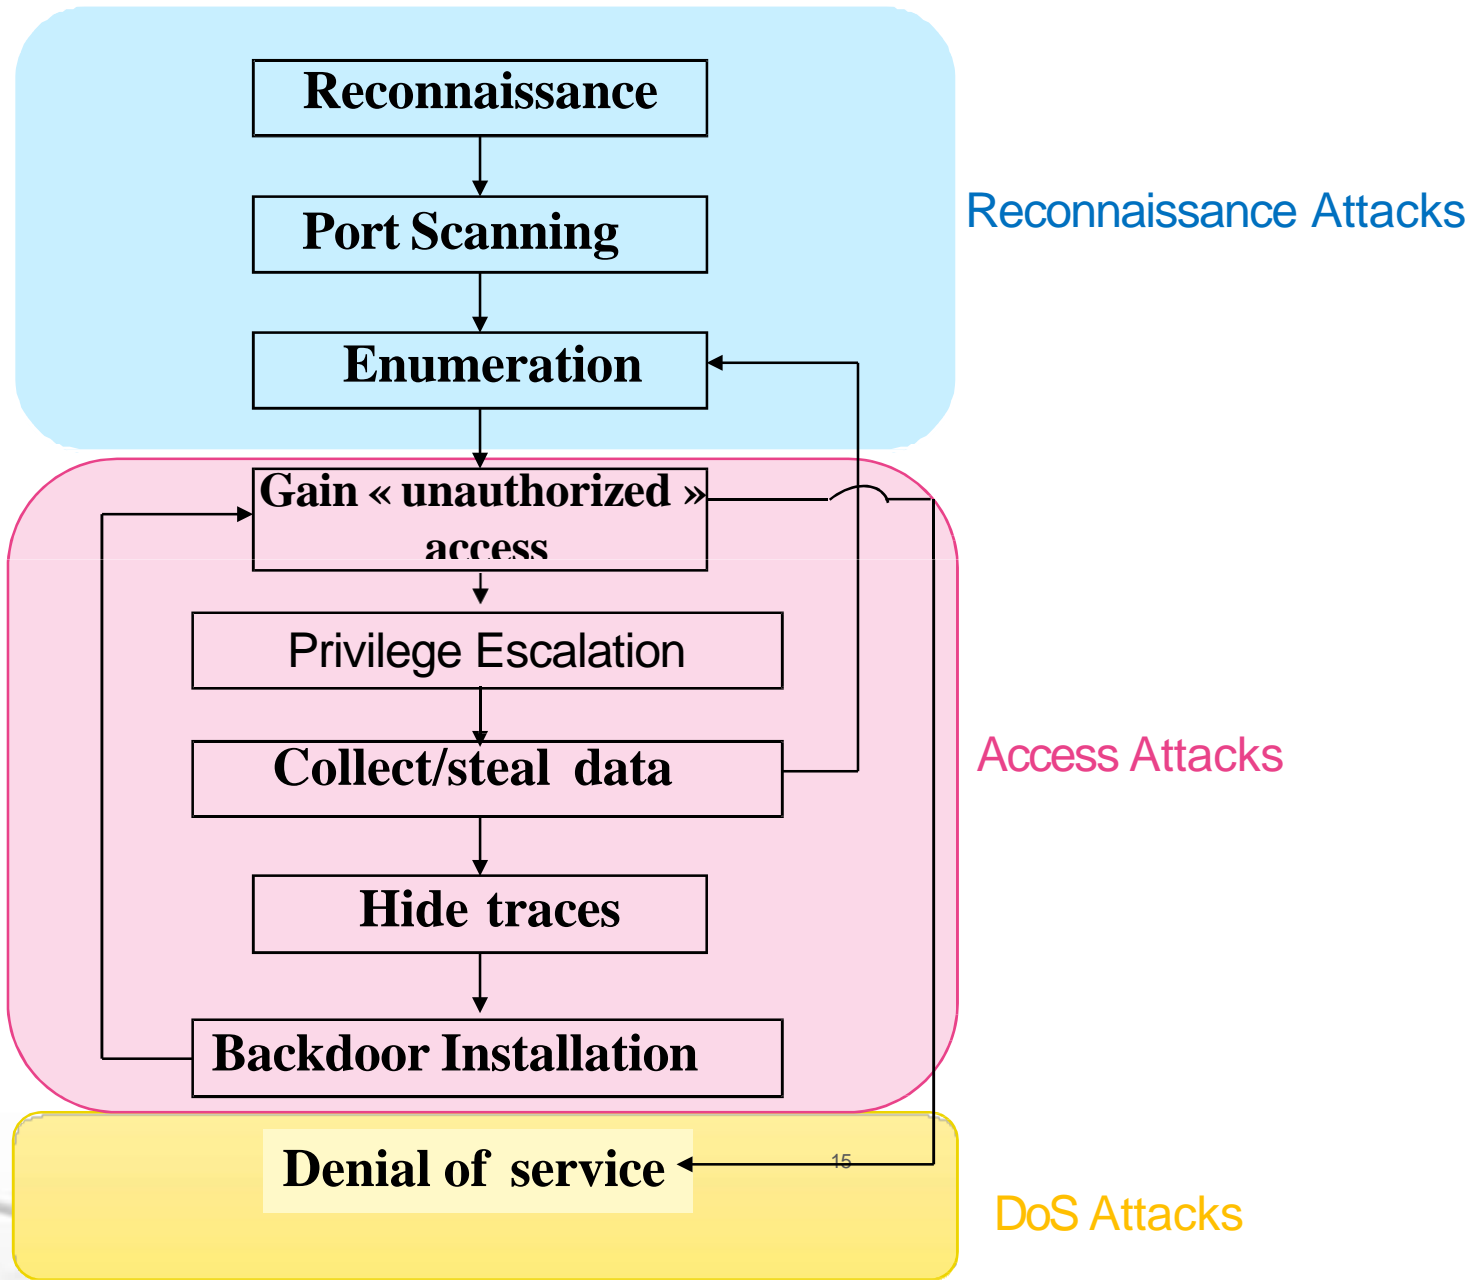 Reconnaissance
Port Scanning
Reconnaissance Attacks
Enumeration
Gain « unauthorized »
access
Privilege Escalation
Collect/steal data
Access Attacks
Hide traces
Backdoor Installation
Denial of service
15
DoS Attacks